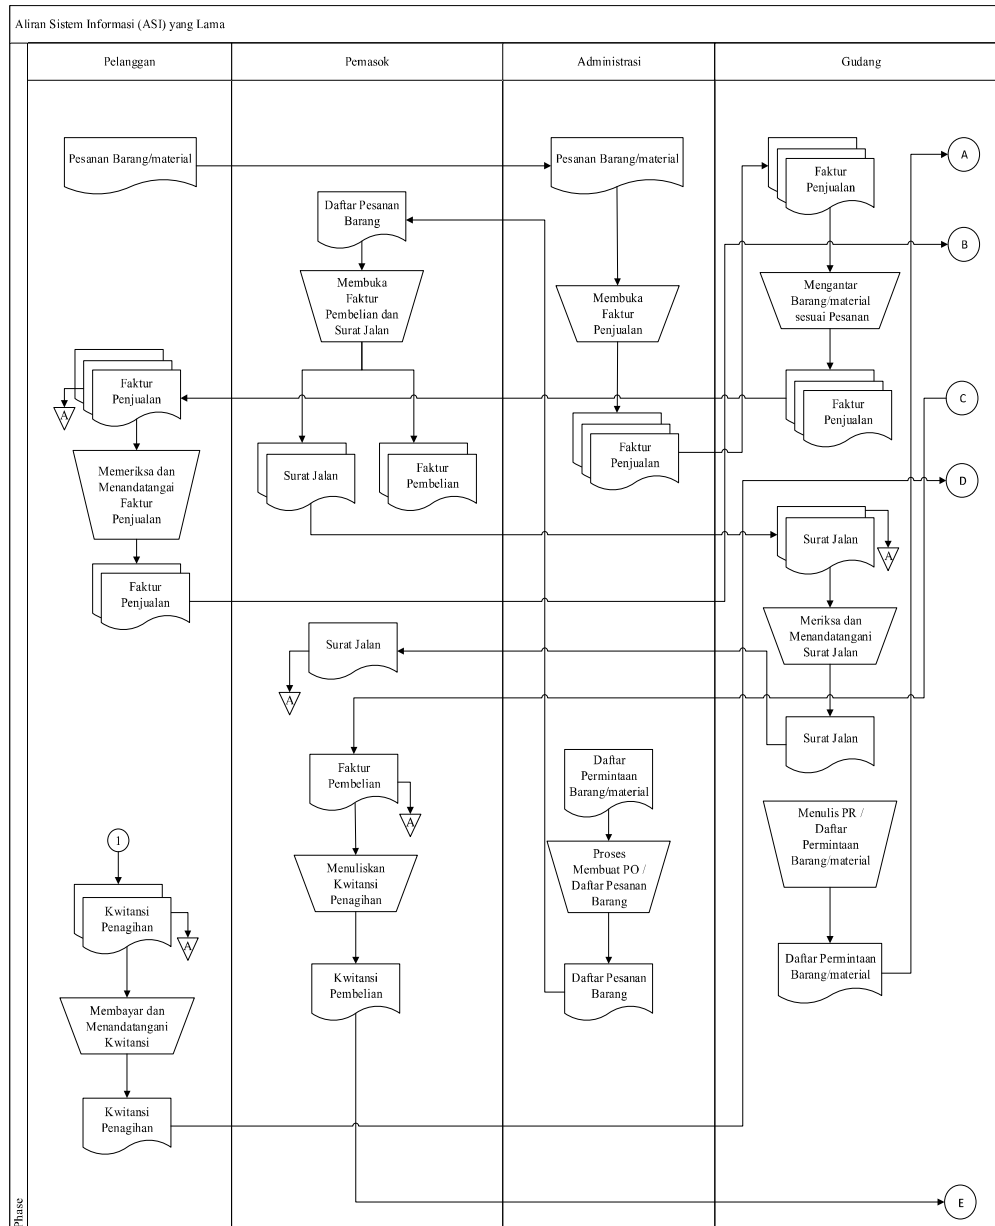 Aliran Sistem Informasi (ASI) yang Lama
Pelanggan
Pemasok
Administrasi
Gudang
Pesanan Barang/material
Pesanan Barang/material
Faktur
Penjualan
A
Daftar Pesanan
Barang
B
Membuka
Faktur
Pembelian dan
Surat Jalan
Membuka
Faktur
Penjualan
Mengantar
Barang/material
sesuai Pesanan
Faktur
Penjualan
A
Faktur
Penjualan
C
Memeriksa dan
Menandatangai
Faktur
Penjualan
Surat Jalan
Faktur
Pembelian
Faktur
Penjualan
D
Surat Jalan
A
Faktur
Penjualan
Meriksa dan
Menandatangani
Surat Jalan
Surat Jalan
A
Surat Jalan
Faktur
Pembelian
A
Daftar
Permintaan
Barang/material
Menulis PR /
Daftar
Permintaan
Barang/material
1
Menuliskan
Kwitansi
Penagihan
Proses
Membuat PO /
Daftar Pesanan
Barang
Kwitansi
Penagihan
A
Kwitansi
Pembelian
Daftar Pesanan
Barang
Daftar Permintaan
Barang/material
Membayar dan
Menandatangani
Kwitansi
Kwitansi
Penagihan
E
Phase